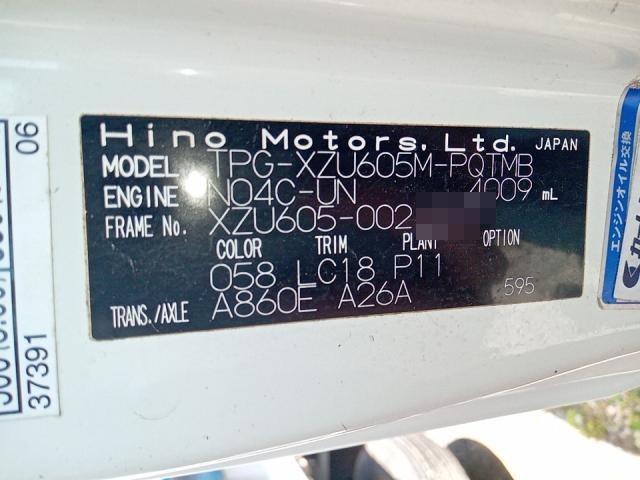 Hino Motors, Ltd. JAPAN
MODEL TPG-XZU605M-PQTMB
ENGINE N04C-UN 4009 mL
FRAME No. XZU605-002
COLOR TRIM PLANT OPTION
058 LC18 P11
TRANS./AXLE A860E A26A 595
06
37391
エンジンオイル交換